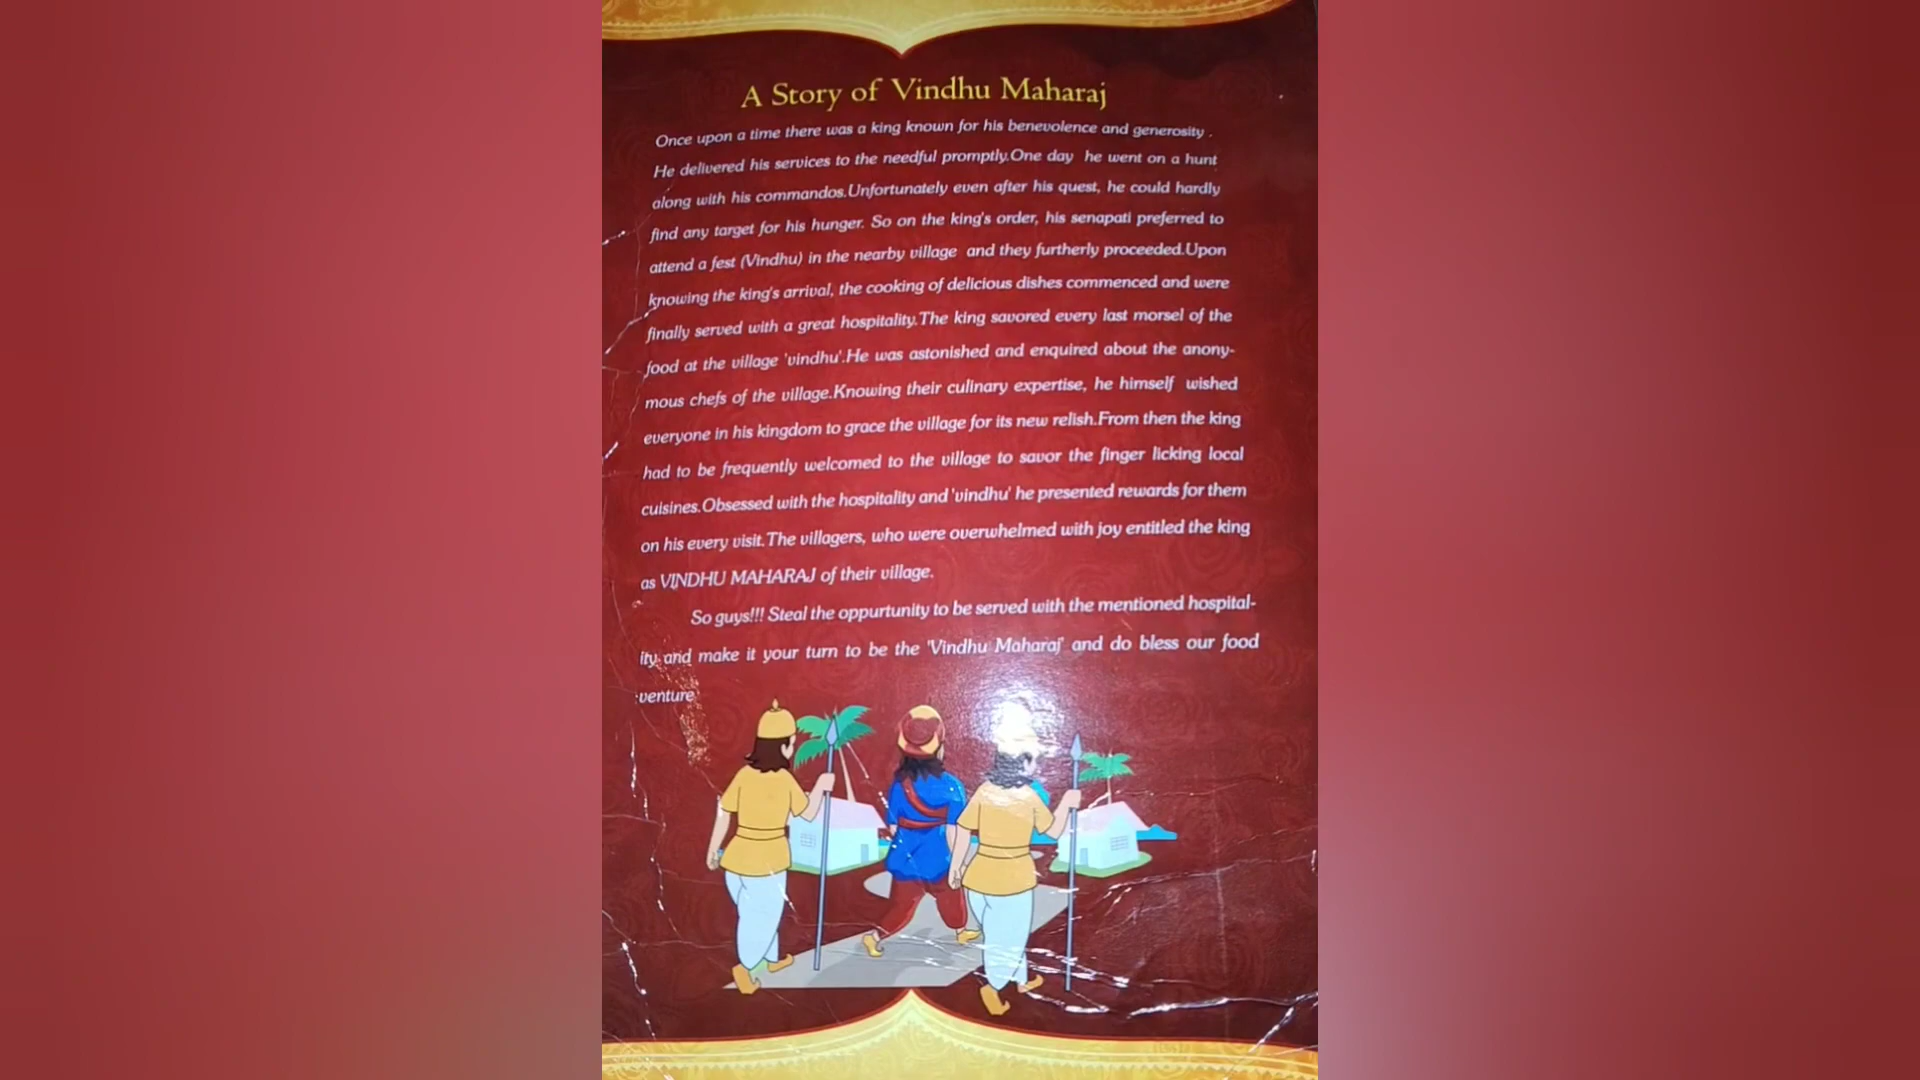 A Story of Vindhu Maharaj
Once upon a time there was a king known for his benevolence and generosity .
He delivered his services to the needful promptly.One day he went on a hunt
along with his commandos.Unfortunately even after his quest, he could hardly
find any target for his hunger. So on the king's order, his senapati preferred to
attend a fest (Vindhu) in the nearby village and they furtherly proceeded.Upon
knowing the king's arrival, the cooking of delicious dishes commenced and were
finally served with a great hospitality.The king savored every last morsel of the
food at the village 'vindhu'.He was astonished and enquired about the anony-
mous chefs of the village.Knowing their culinary expertise, he himself wished
everyone in his kingdom to grace the village for its new relish.From then the king
had to be frequently welcomed to the village to savor the finger licking local
cuisines.Obsessed with the hospitality and 'vindhu' he presented rewards for them
on his every visit.The villagers, who were overwhelmed with joy entitled the king
as VINDHU MAHARAJ of their village.
So guys!!! Steal the oppurtunity to be served with the mentioned hospital-
ity and make it your turn to be the 'Vindhu Maharaj' and do bless our food
venture